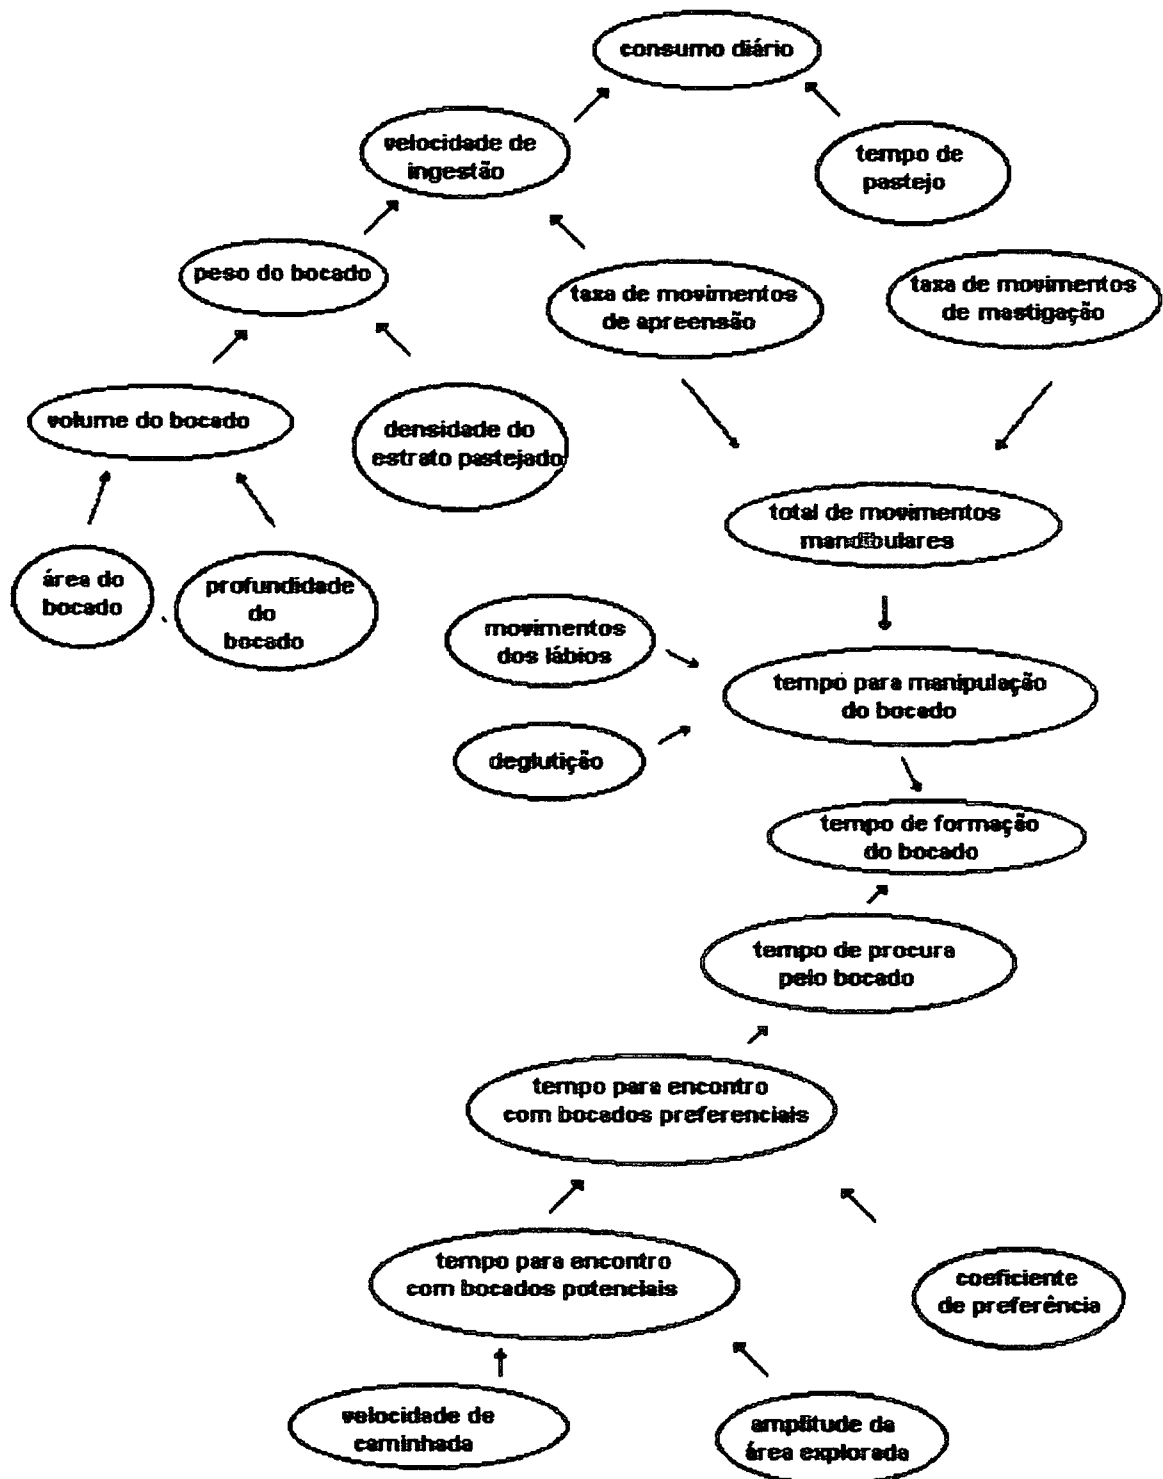 consumo diário
velocidade de
ingestão
tempo de
pastejo
peso do bocado
taxa de movimentos
de apreensão
taxa de movimentos
de mastigação
volume do bocado
densidade do
estrato pastejado
área do
bocado
profundidade
do
bocado
total de movimentos
mandibulares
movimentos
dos lábios
tempo para manipulação
do bocado
deglutição
tempo de formação
do bocado
tempo de procura
pelo bocado
tempo para encontro
com bocados preferenciais
tempo para encontro
com bocados potenciais
coeficiente
de preferência
velocidade de
caminhada
amplitude da
área explorada